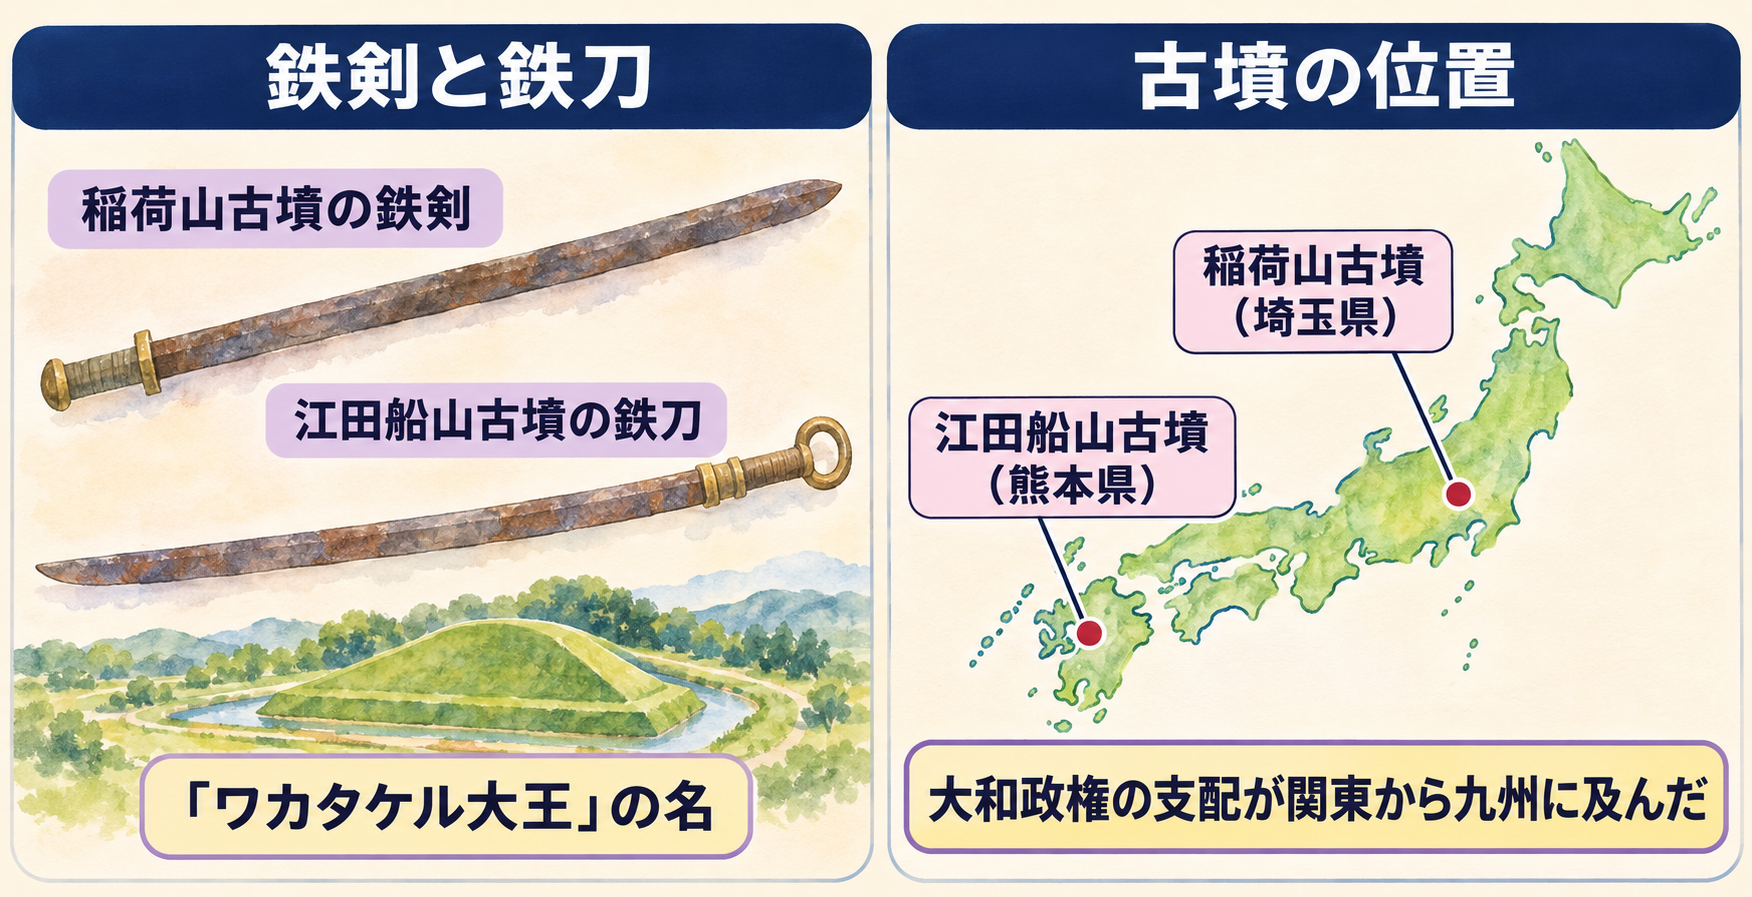 鉄剣と鉄刀
稲荷山古墳の鉄剣
江田船山古墳の鉄刀
「ワカタケル大王」の名
古墳の位置
稲荷山古墳
（埼玉県）
江田船山古墳
（熊本県）
大和政権の支配が関東から九州に及んだ